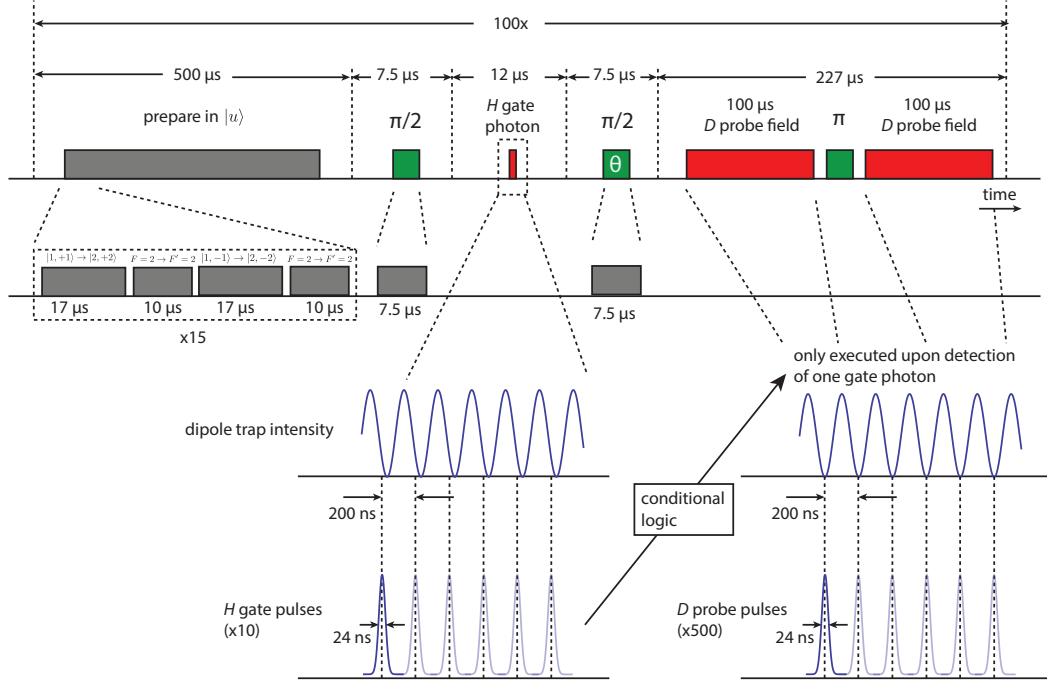 100x
500 µs
7.5 µs
12 µs
7.5 µs
227 µs
prepare in |u⟩
π/2
H gate
photon
π/2
θ
100 µs
D probe field
π
100 µs
D probe field
time
|1,+1⟩→|2,+2⟩
F = 2 → F′ = 2
|1,−1⟩→|2,−2⟩
F = 2 → F′ = 2
17 µs
10 µs
17 µs
10 µs
x15
7.5 µs
7.5 µs
only executed upon detection
of one gate photon
dipole trap intensity
200 ns
conditional
logic
200 ns
H gate pulses
(x10)
24 ns
D probe pulses
(x500)
24 ns